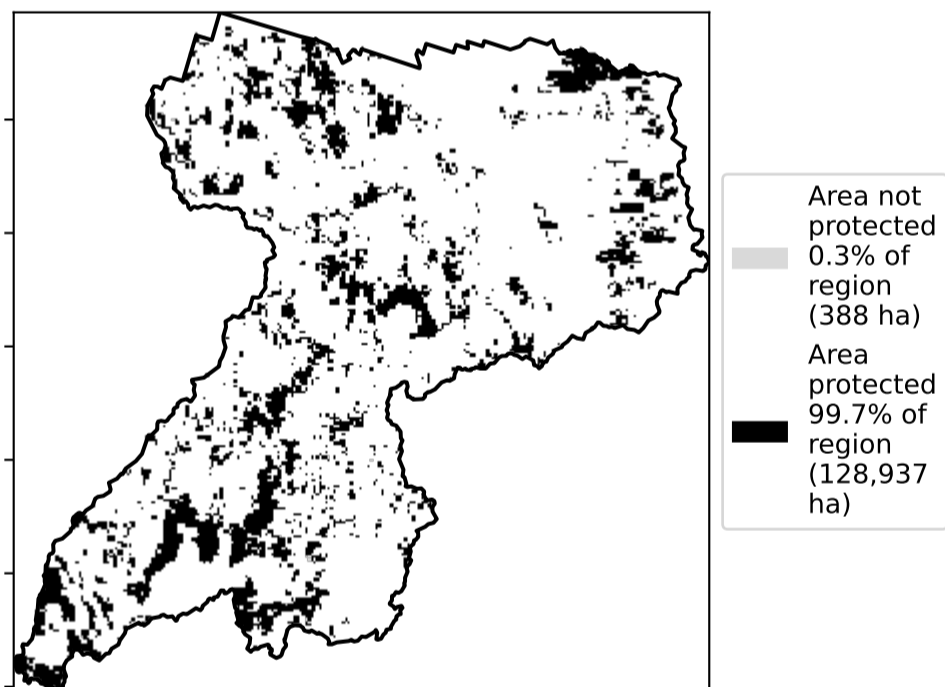 Area not
protected
0.3% of
region
(388 ha)
Area
protected
99.7% of
region
(128,937
ha)